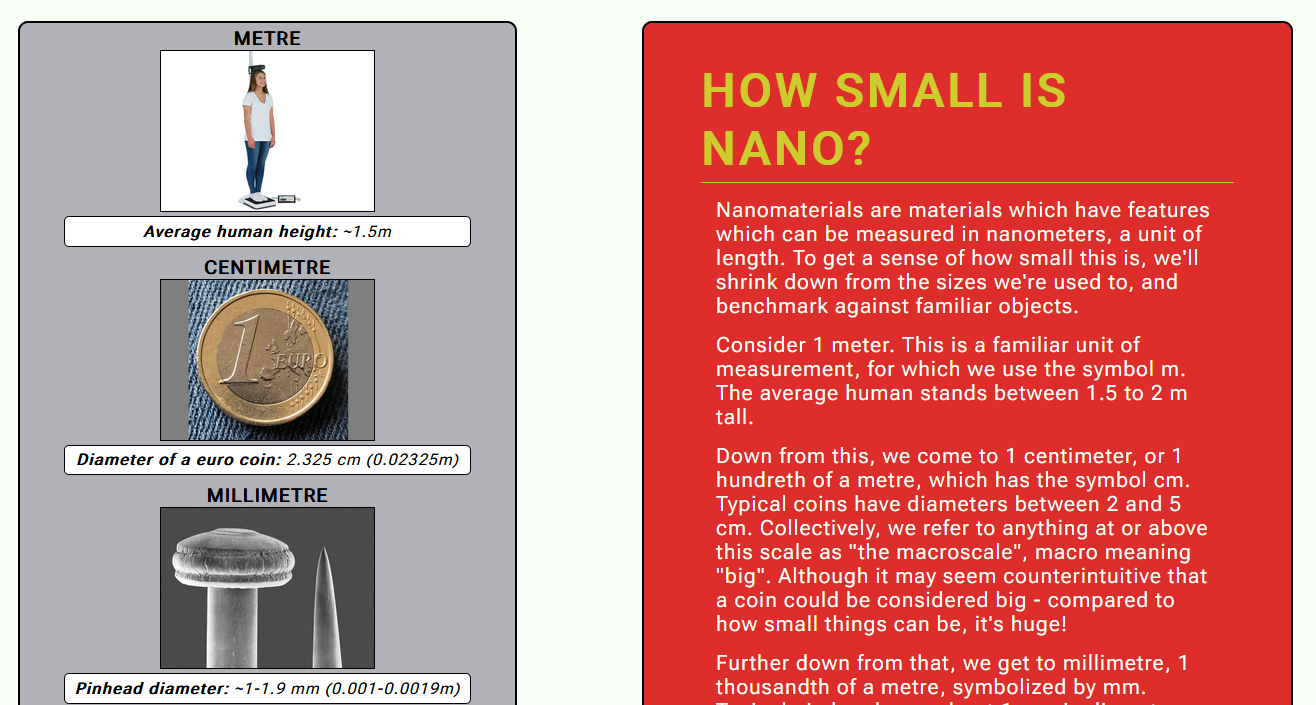 METRE
Average human height: ~1.5m
CENTIMETRE
1
EURO
Diameter of a euro coin: 2.325 cm (0.02325m)
MILLIMETRE
Pinhead diameter: ~1-1.9 mm (0.001-0.0019m)
HOW SMALL IS
NANO?
Nanomaterials are materials which have features
which can be measured in nanometers, a unit of
length. To get a sense of how small this is, we'll
shrink down from the sizes we're used to, and
benchmark against familiar objects.
Consider 1 meter. This is a familiar unit of
measurement, for which we use the symbol m.
The average human stands between 1.5 to 2 m
tall.
Down from this, we come to 1 centimeter, or 1
hundreth of a metre, which has the symbol cm.
Typical coins have diameters between 2 and 5
cm. Collectively, we refer to anything at or above
this scale as "the macroscale", macro meaning
"big". Although it may seem counterintuitive that
a coin could be considered big - compared to
how small things can be, it's huge!
Further down from that, we get to millimetre, 1
thousandth of a metre, symbolized by mm.